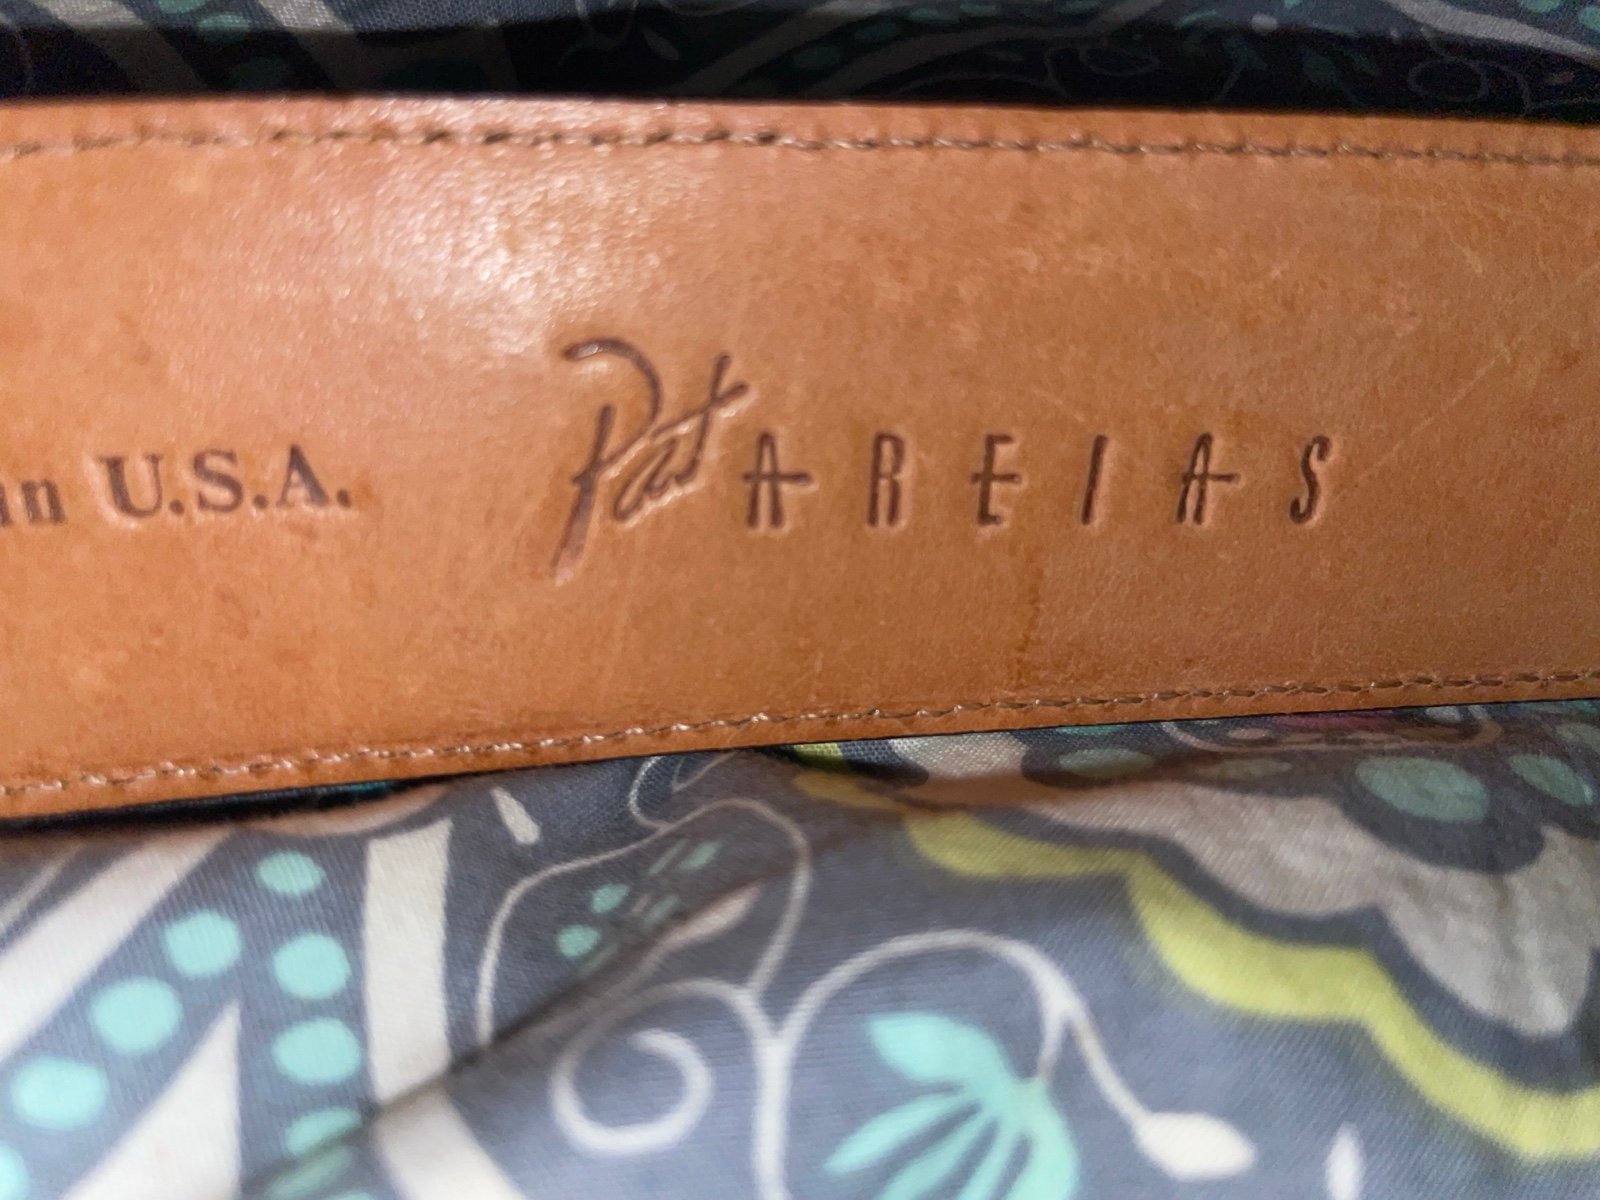 in U.S.A.
Pat AREIAS